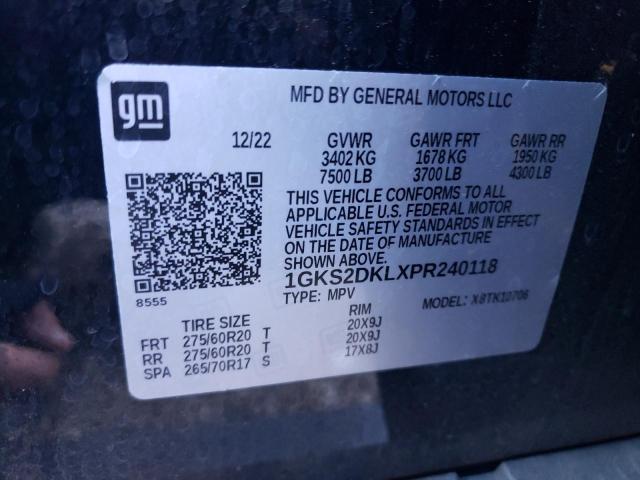 gm
MFD BY GENERAL MOTORS LLC
12/22 GVWR GAWR FRT GAWR RR
3402 KG 1678 KG 1950 KG
7500 LB 3700 LB 4300 LB
THIS VEHICLE CONFORMS TO ALL
APPLICABLE U.S. FEDERAL MOTOR
VEHICLE SAFETY STANDARDS IN EFFECT
ON THE DATE OF MANUFACTURE
SHOWN ABOVE.
1GKS2DKLXPR240118
8555 TYPE: MPV MODEL: X8TK10706
TIRE SIZE RIM
FRT 275/60R20 T 20X9J
RR 275/60R20 T 20X9J
SPA 265/70R17 S 17X8J